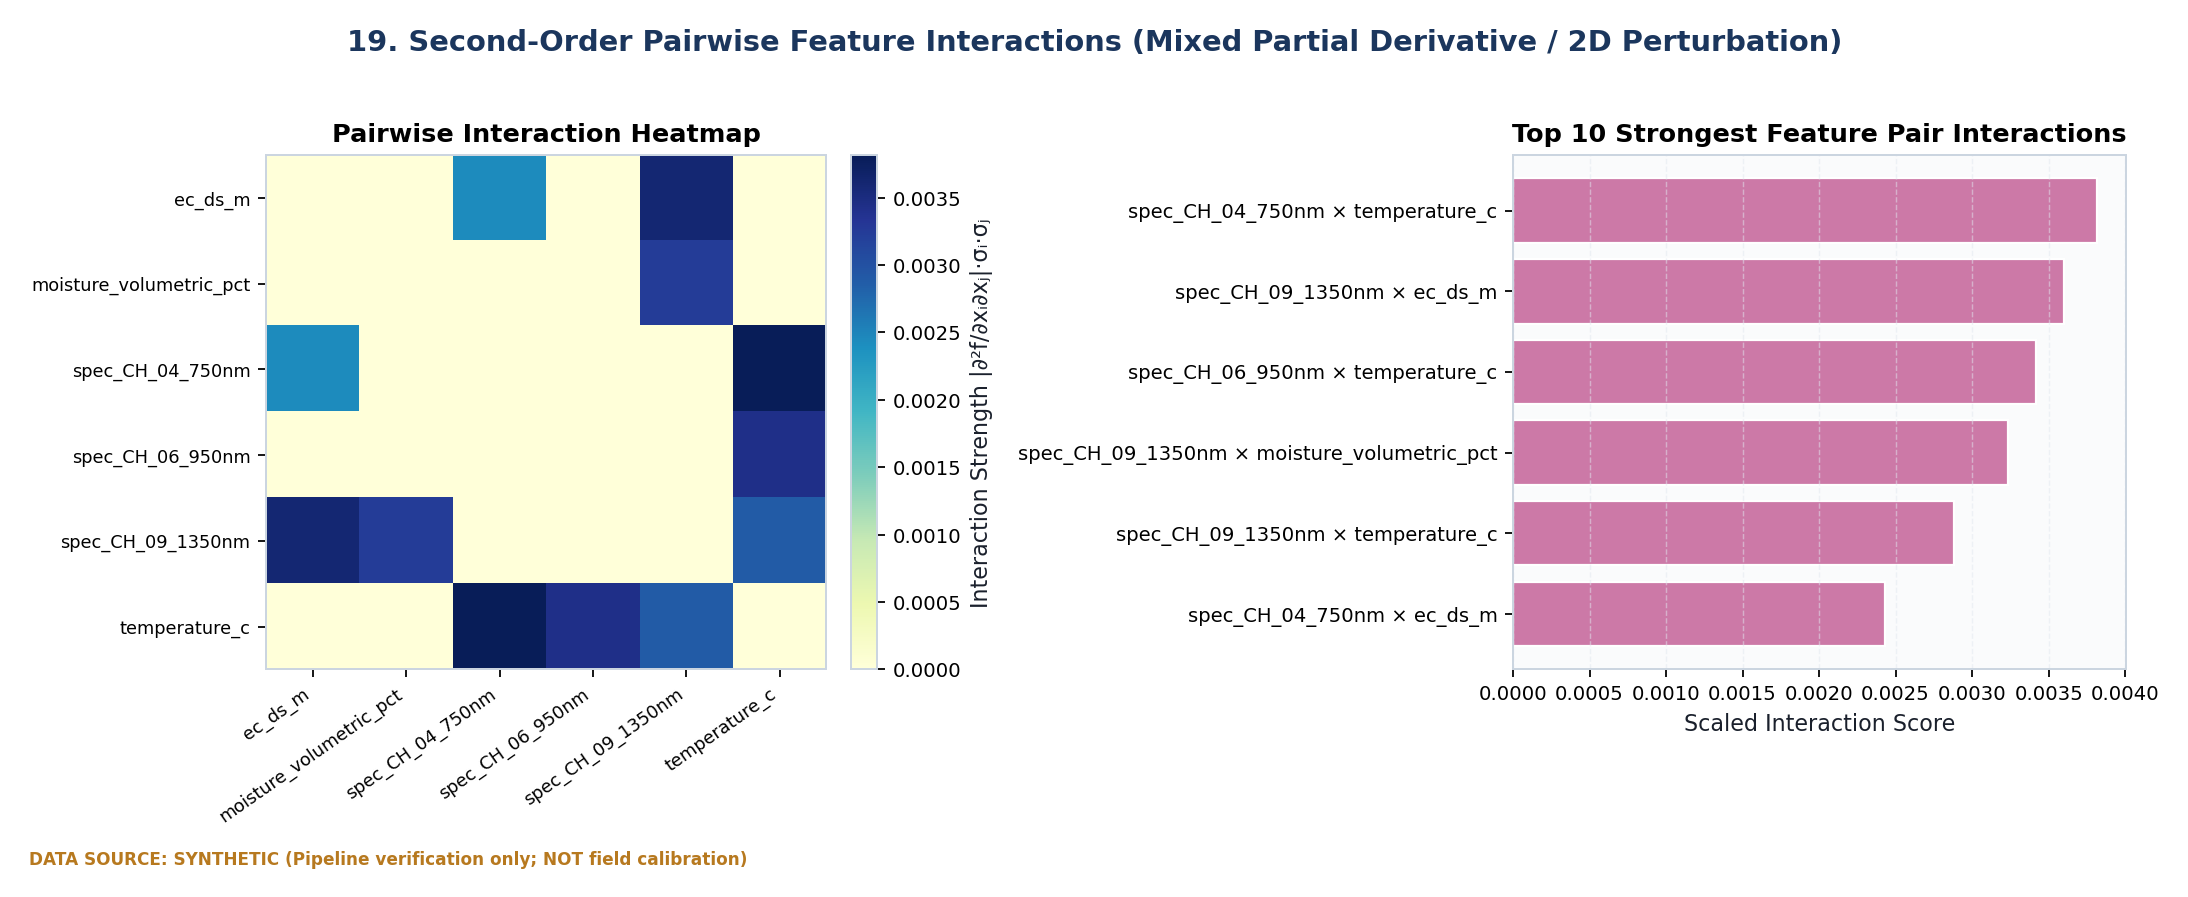 19. Second-Order Pairwise Feature Interactions (Mixed Partial Derivative / 2D Perturbation)
Pairwise Interaction Heatmap
ec_ds_m
moisture_volumetric_pct
spec_CH_04_750nm
spec_CH_06_950nm
spec_CH_09_1350nm
temperature_c
ec_ds_m
moisture_volumetric_pct
spec_CH_04_750nm
spec_CH_06_950nm
spec_CH_09_1350nm
temperature_c
0.0035
0.0030
0.0025
0.0020
0.0015
0.0010
0.0005
0.0000
Interaction Strength |∂²f/∂xᵢ∂xⱼ|·σᵢ·σⱼ
Top 10 Strongest Feature Pair Interactions
spec_CH_04_750nm × temperature_c
spec_CH_09_1350nm × ec_ds_m
spec_CH_06_950nm × temperature_c
spec_CH_09_1350nm × moisture_volumetric_pct
spec_CH_09_1350nm × temperature_c
spec_CH_04_750nm × ec_ds_m
0.0000 0.0005 0.0010 0.0015 0.0020 0.0025 0.0030 0.0035 0.0040
Scaled Interaction Score
DATA SOURCE: SYNTHETIC (Pipeline verification only; NOT field calibration)